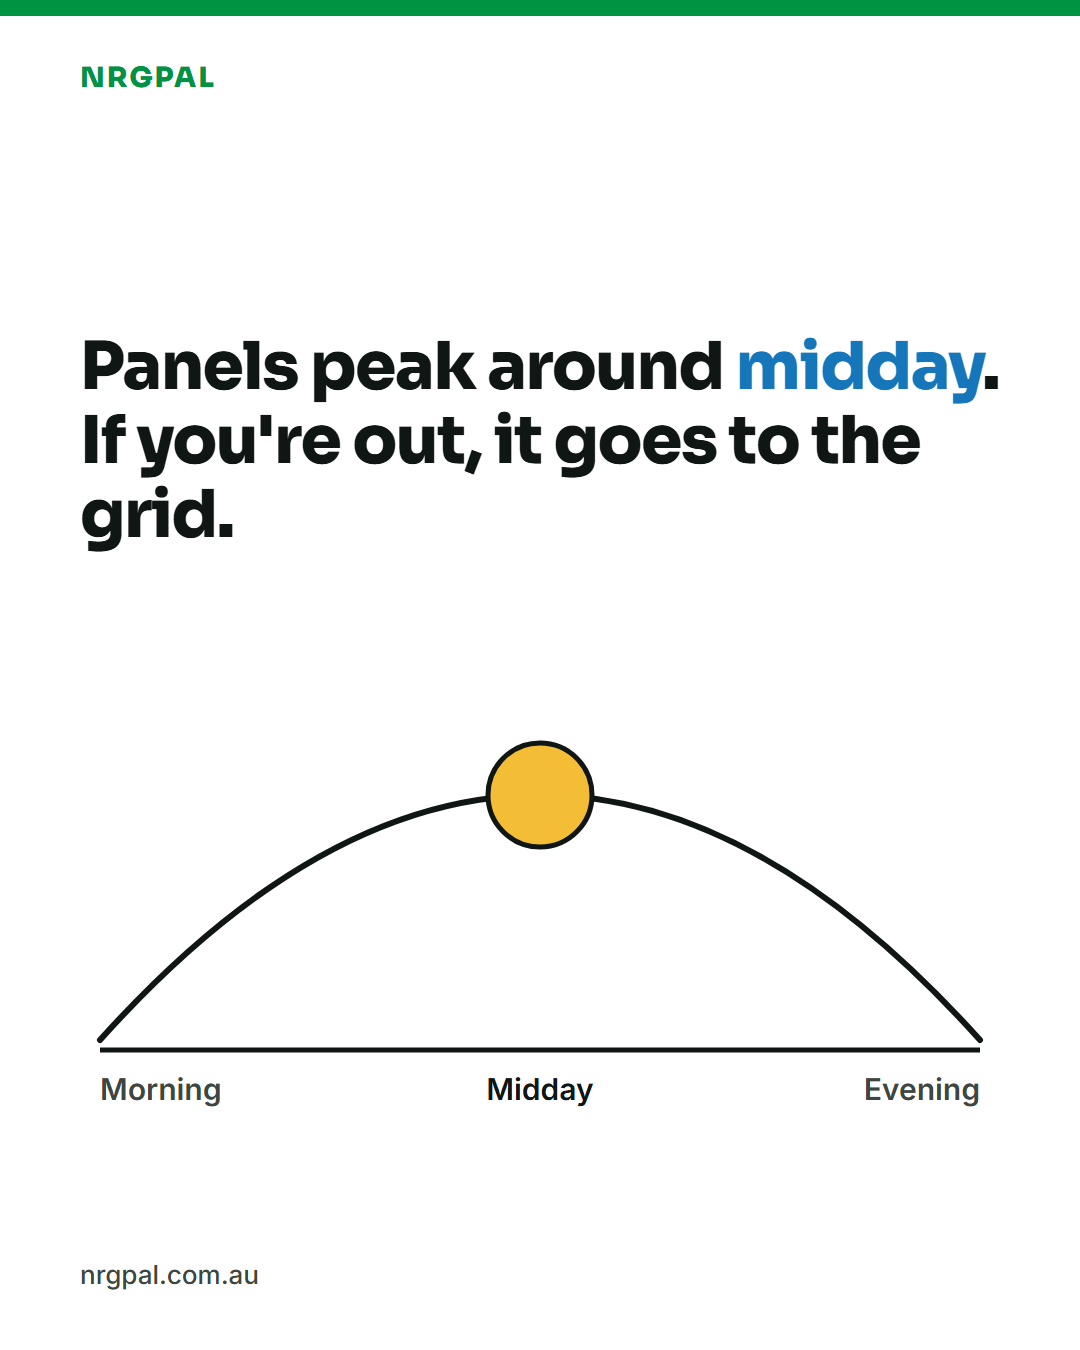 NRGPAL
Panels peak around midday.
If you're out, it goes to the
grid.
Morning Midday Evening
nrgpal.com.au